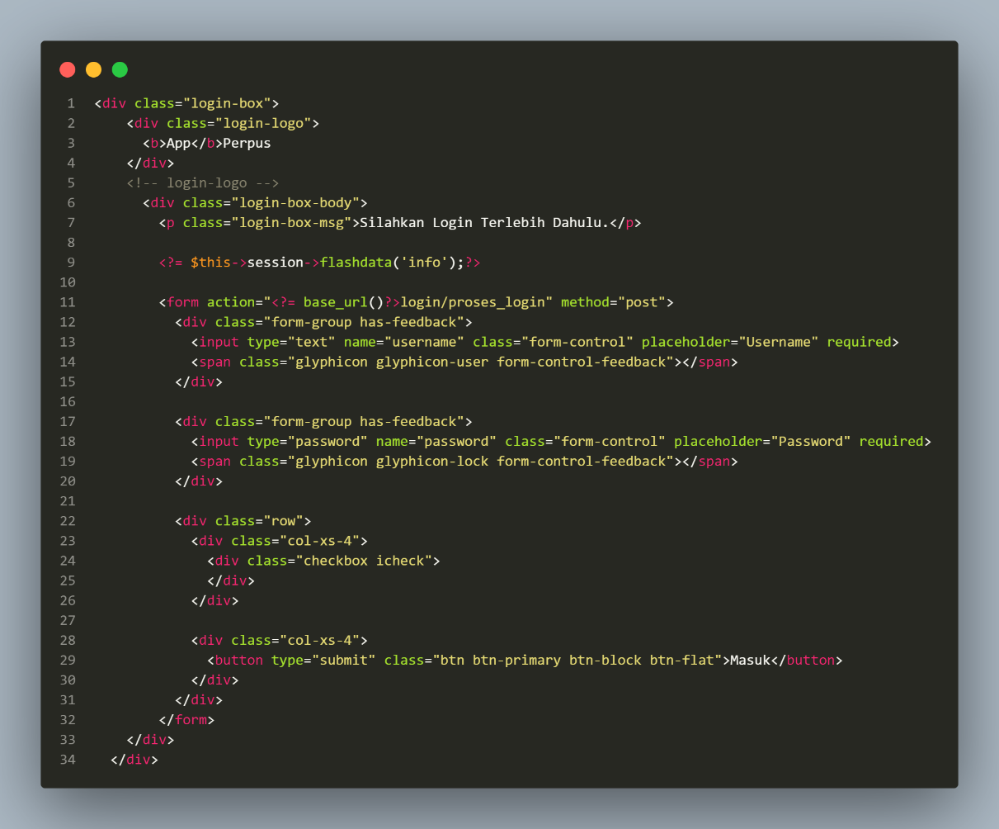 1 <div class="login-box">
2     <div class="login-logo">
3       <b>App</b>Perpus
4     </div>
5     <!-- login-logo -->
6       <div class="login-box-body">
7         <p class="login-box-msg">Silahkan Login Terlebih Dahulu.</p>
8
9         <?= $this->session->flashdata('info');?>
10
11         <form action="<?= base_url()?>login/proses_login" method="post">
12           <div class="form-group has-feedback">
13             <input type="text" name="username" class="form-control" placeholder="Username" required>
14             <span class="glyphicon glyphicon-user form-control-feedback"></span>
15           </div>
16
17           <div class="form-group has-feedback">
18             <input type="password" name="password" class="form-control" placeholder="Password" required>
19             <span class="glyphicon glyphicon-lock form-control-feedback"></span>
20           </div>
21
22           <div class="row">
23             <div class="col-xs-4">
24               <div class="checkbox icheck">
25               </div>
26             </div>
27
28             <div class="col-xs-4">
29               <button type="submit" class="btn btn-primary btn-block btn-flat">Masuk</button>
30             </div>
31           </div>
32         </form>
33     </div>
34   </div>